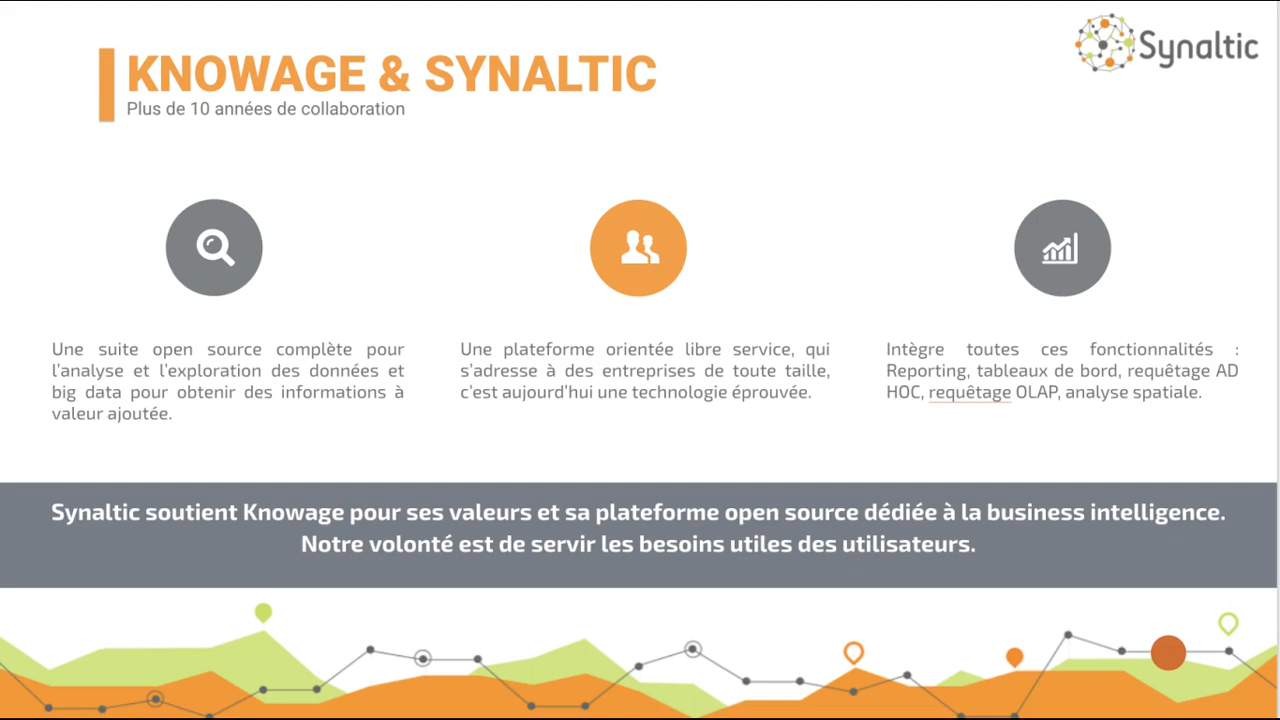 Synaltic
KNOWAGE & SYNALTIC
Plus de 10 années de collaboration
Une suite open source complète pour
l'analyse et l'exploration des données et
big data pour obtenir des informations à
valeur ajoutée.
Une plateforme orientée libre service, qui
s'adresse à des entreprises de toute taille,
c'est aujourd'hui une technologie éprouvée.
Intègre toutes ces fonctionnalités :
Reporting, tableaux de bord, requêtage AD
HOC, requêtage OLAP, analyse spatiale.
Synaltic soutient Knowage pour ses valeurs et sa plateforme open source dédiée à la business intelligence.
Notre volonté est de servir les besoins utiles des utilisateurs.